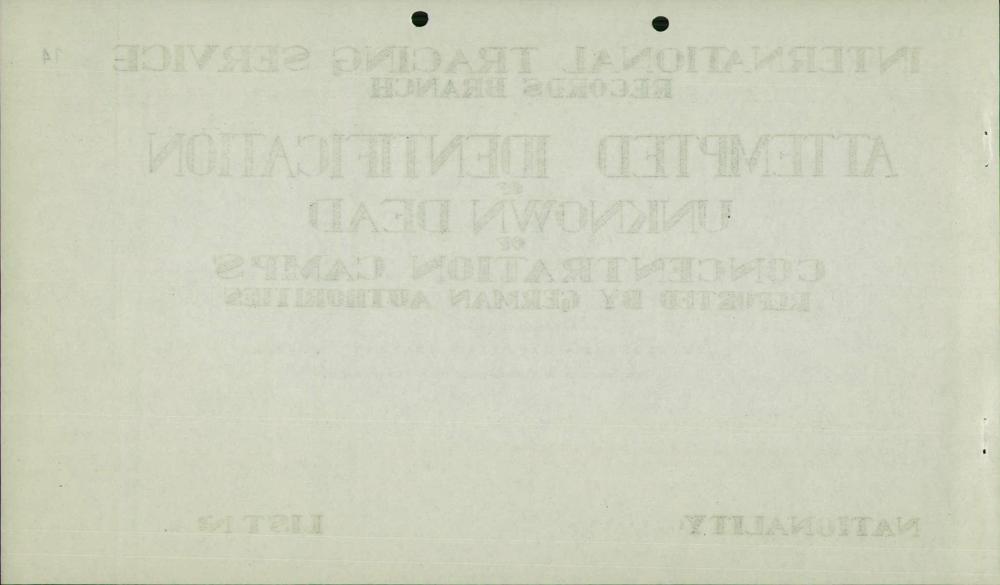 INTERNATIONAL TRACING SERVICE
14
RECORDS BRANCH
ATTEMPTED IDENTIFICATION
OF
UNKNOWN DEAD
OF
CONCENTRATION CAMPS
REPORTED BY GERMAN AUTHORITIES
NATIONALITY:
LIST Nº